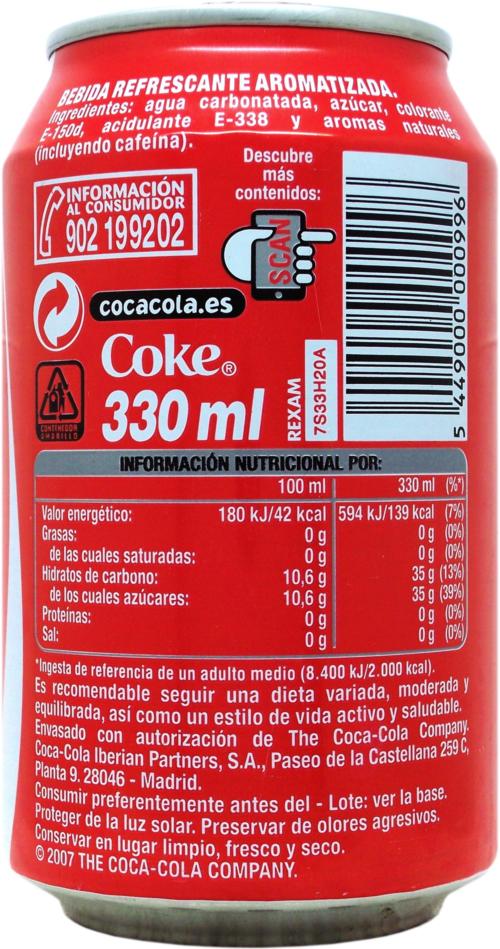 BEBIDA REFRESCANTE AROMATIZADA.
Ingredientes: agua carbonatada, azúcar, colorante
E-150d, acidulante E-338 y aromas naturales
(incluyendo cafeína).
Descubre
más
contenidos:
INFORMACIÓN
AL CONSUMIDOR
902 199202
SCAN
cocacola.es
Coke®
330 ml
CONTENEDOR
AMARILLO
REXAM
7S33H20A
5 449000 000996
INFORMACIÓN NUTRICIONAL POR:
100 ml 330 ml (%*)
Valor energético: 180 kJ/42 kcal 594 kJ/139 kcal (7%)
Grasas: 0 g 0 g (0%)
de las cuales saturadas: 0 g 0 g (0%)
Hidratos de carbono: 10,6 g 35 g (13%)
de los cuales azúcares: 10,6 g 35 g (39%)
Proteínas: 0 g 0 g (0%)
Sal: 0 g 0 g (0%)
*Ingesta de referencia de un adulto medio (8.400 kJ/2.000 kcal).
Es recomendable seguir una dieta variada, moderada y
equilibrada, así como un estilo de vida activo y saludable.
Envasado con autorización de The Coca-Cola Company.
Coca-Cola Iberian Partners, S.A., Paseo de la Castellana 259 C,
Planta 9. 28046 - Madrid.
Consumir preferentemente antes del - Lote: ver la base.
Proteger de la luz solar. Preservar de olores agresivos.
Conservar en lugar limpio, fresco y seco.
© 2007 THE COCA-COLA COMPANY.